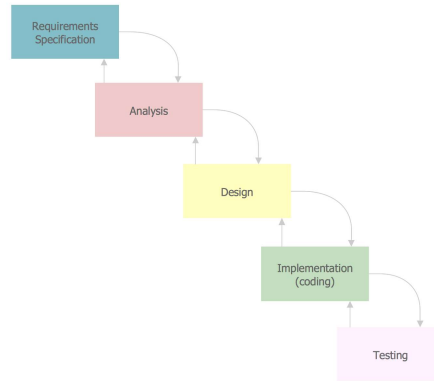 Requirements
Specification
Analysis
Design
Implementation
(coding)
Testing